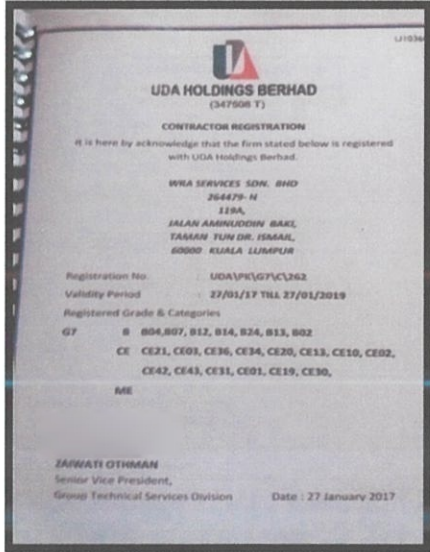 UDA HOLDINGS BERHAD
(347508 T)
CONTRACTOR REGISTRATION
It is here by acknowledge that the firm stated below is registered
with UDA Holdings Berhad.
WRA SERVICES SDN. BHD
264479- H
119A,
JALAN AMINUDDIN BAKI,
TAMAN TUN DR. ISMAIL,
60000 KUALA LUMPUR
Registration No. : UDA\PK\G7\C\262
Validity Period : 27/01/17 TILL 27/01/2019
Registered Grade & Categories
G7 B B04,B07, B12, B14, B24, B13, B02
CE CE21, CE03, CE36, CE34, CE20, CE13, CE10, CE02,
CE42, CE43, CE31, CE01, CE19, CE30,
ME
ZAIWATI OTHMAN
Senior Vice President,
Group Technical Services Division Date : 27 January 2017